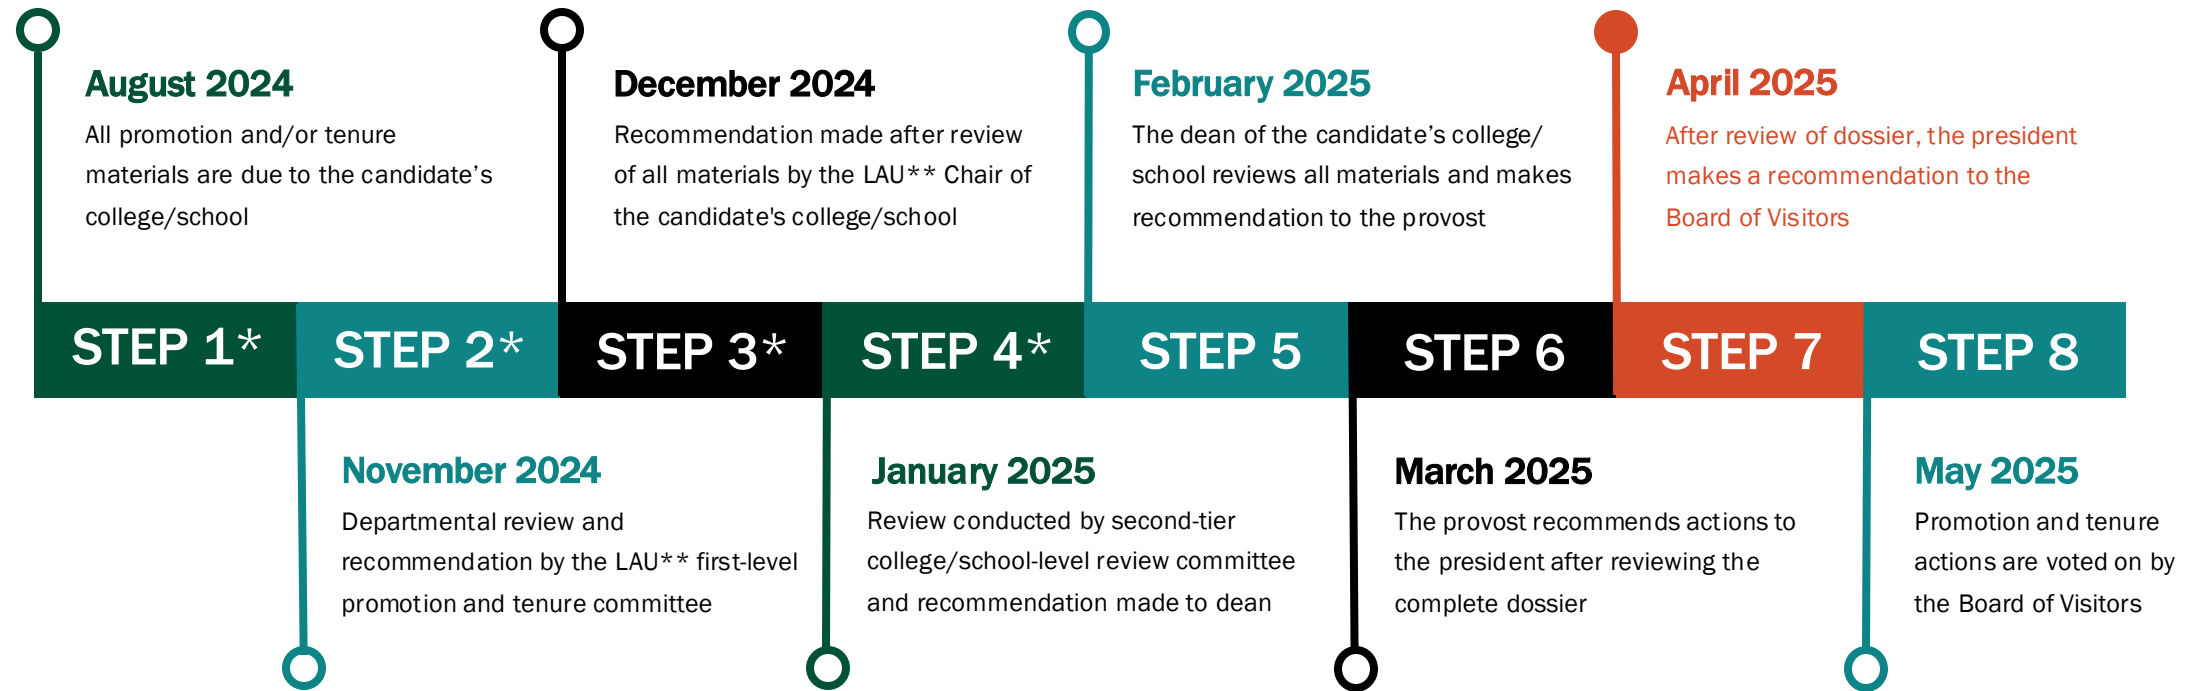 August 2024
All promotion and/or tenure
materials are due to the candidate’s
college/school
December 2024
Recommendation made after review
of all materials by the LAU** Chair of
the candidate's college/school
February 2025
The dean of the candidate’s college/
school reviews all materials and makes
recommendation to the provost
April 2025
After review of dossier, the president
makes a recommendation to the
Board of Visitors
STEP 1*
STEP 2*
STEP 3*
STEP 4*
STEP 5
STEP 6
STEP 7
STEP 8
November 2024
Departmental review and
recommendation by the LAU** first-level
promotion and tenure committee
January 2025
Review conducted by second-tier
college/school-level review committee
and recommendation made to dean
March 2025
The provost recommends actions to
the president after reviewing the
complete dossier
May 2025
Promotion and tenure
actions are voted on by
the Board of Visitors